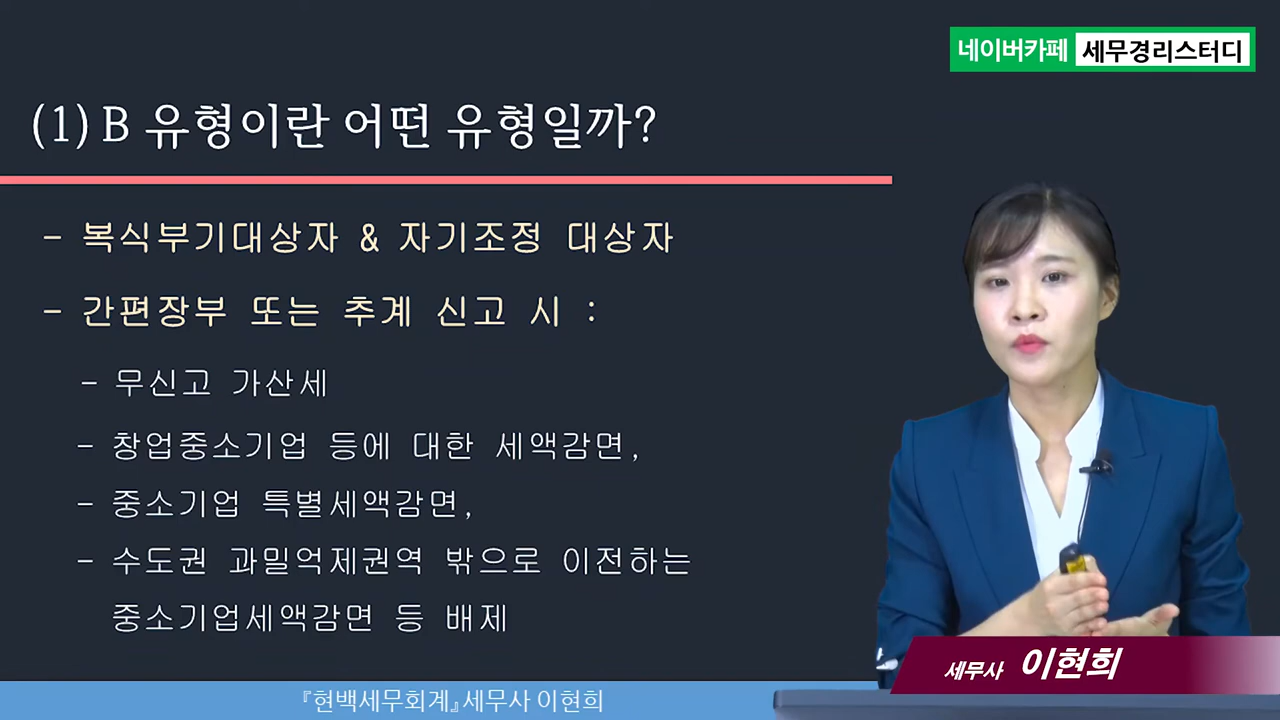 네이버카페 세무경리스터디
(1) B 유형이란 어떤 유형일까?
- 복식부기대상자 & 자기조정 대상자
- 간편장부 또는 추계 신고 시 :
- 무신고 가산세
- 창업중소기업 등에 대한 세액감면,
- 중소기업 특별세액감면,
- 수도권 과밀억제권역 밖으로 이전하는
중소기업세액감면 등 배제
세무사 이현희
『현백세무회계』세무사 이현희